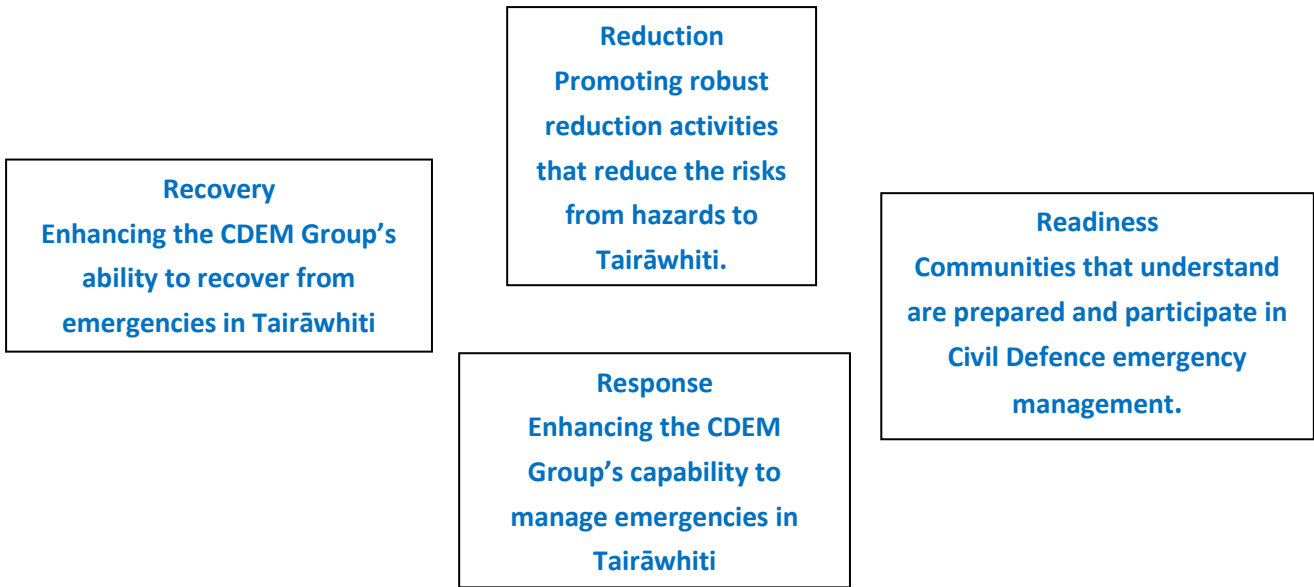 Reduction
Promoting robust
reduction activities
that reduce the risks
from hazards to
Tairāwhiti.
Recovery
Enhancing the CDEM Group’s
ability to recover from
emergencies in Tairāwhiti
Readiness
Communities that understand
are prepared and participate in
Civil Defence emergency
management.
Response
Enhancing the CDEM
Group’s capability to
manage emergencies in
Tairāwhiti